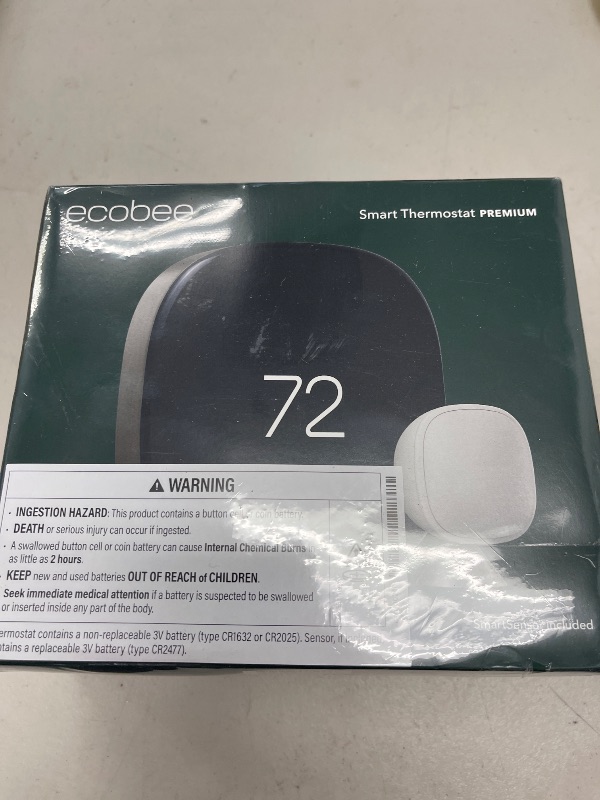 ecobee
Smart Thermostat PREMIUM
72
⚠ WARNING
• INGESTION HAZARD: This product contains a button cell or coin battery.
• DEATH or serious injury can occur if ingested.
• A swallowed button cell or coin battery can cause Internal Chemical Burns in
as little as 2 hours.
• KEEP new and used batteries OUT OF REACH of CHILDREN.
Seek immediate medical attention if a battery is suspected to be swallowed
or inserted inside any part of the body.
ermostat contains a non-replaceable 3V battery (type CR1632 or CR2025). Sensor, if
ntains a replaceable 3V battery (type CR2477).
SmartSensor included